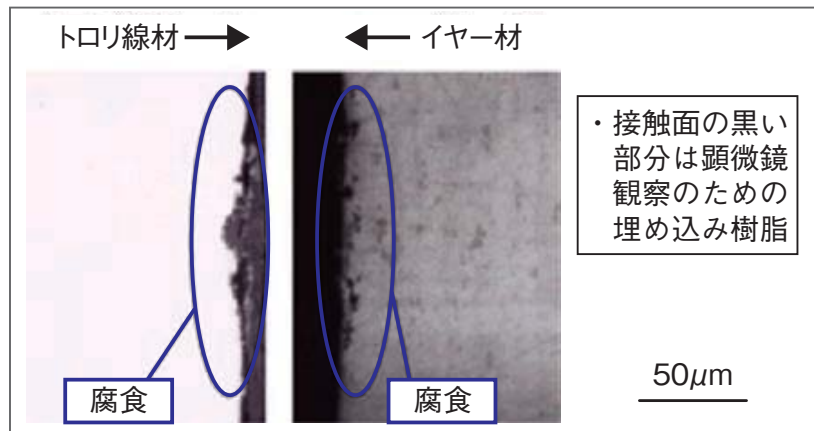 トロリ線材
イヤー材
・接触面の黒い
部分は顕微鏡
観察のための
埋め込み樹脂
腐食
腐食
50μm